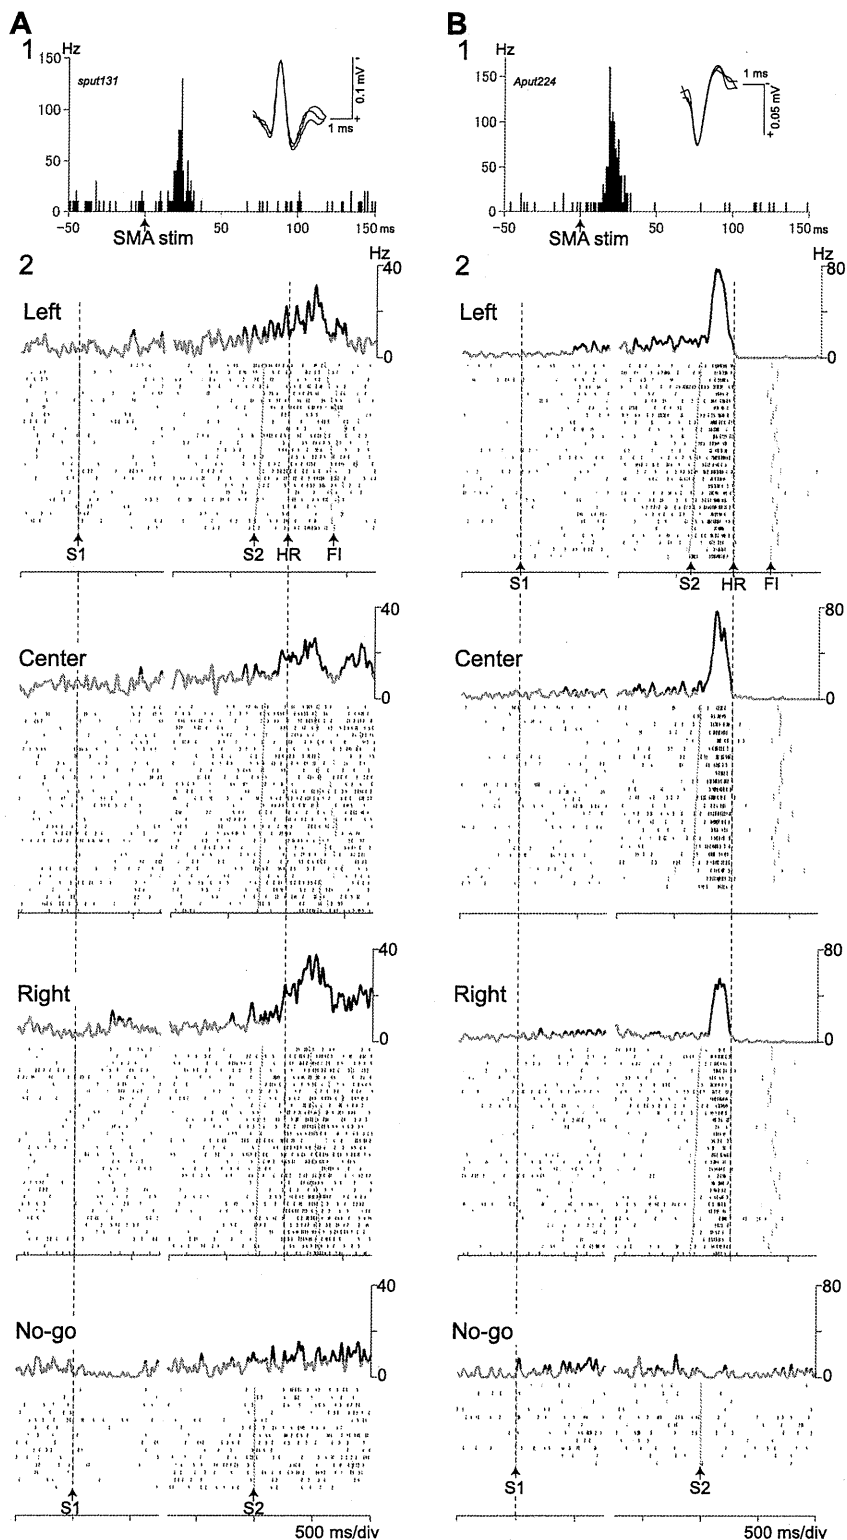 A
1 Hz
150
100
50
0
sput131
0.1 mV
+
1 ms
−50 50 100 150 ms
SMA stim
2
Hz
40
0
Left
S1 S2 HR FI
40
0
Center
40
0
Right
40
0
No-go
S1 S2
500 ms/div
B
1 Hz
150
100
50
0
Aput224
1 ms
-
+
0.05 mV
−50 50 100 150 ms
SMA stim
2
Hz
80
0
Left
S1 S2 HR FI
80
0
Center
80
0
Right
80
0
No-go
S1 S2
500 ms/div